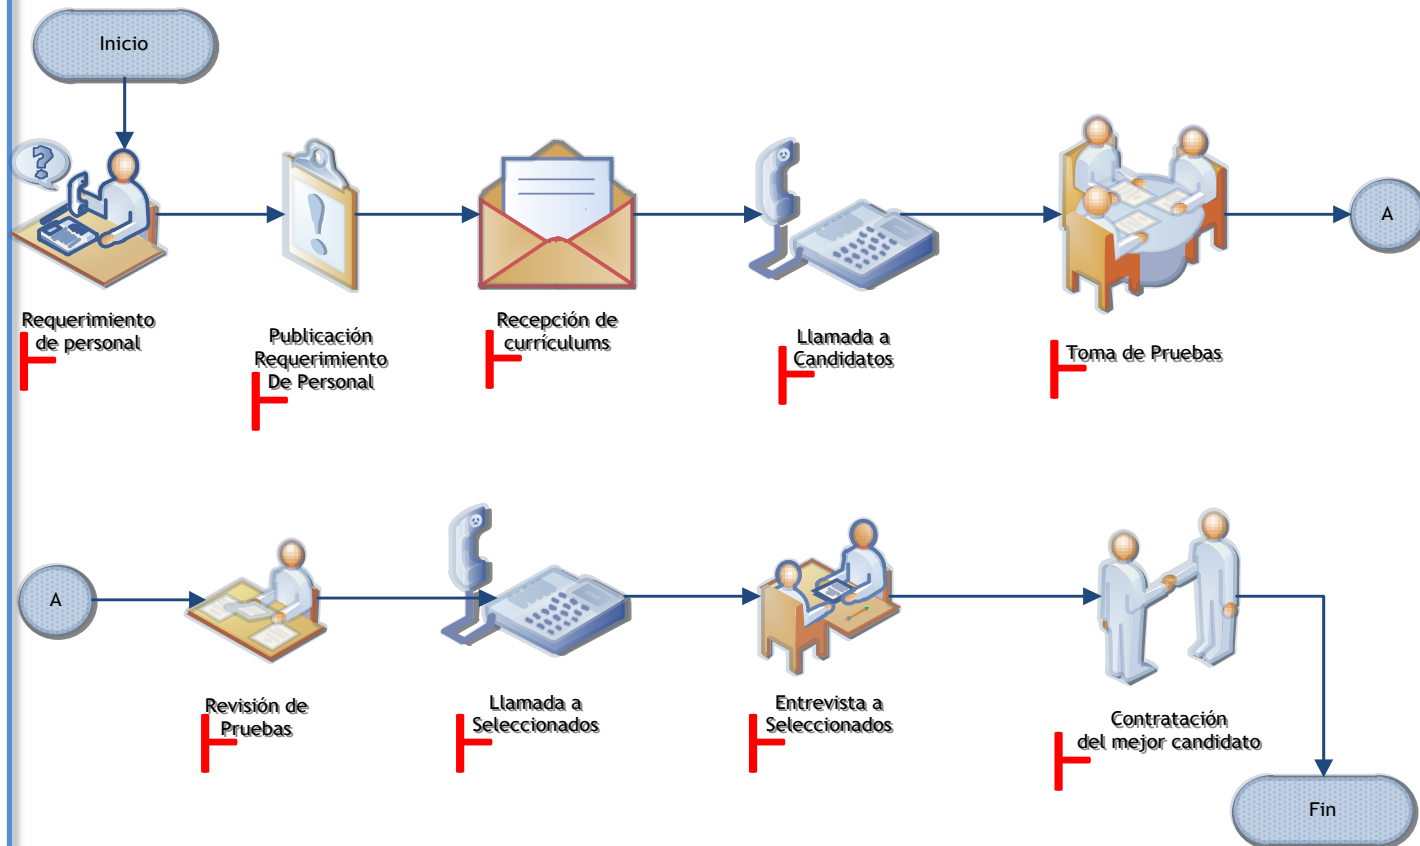 Inicio
?
!
A
Requerimiento
de personal
Publicación
Requerimiento
De Personal
Recepción de
currículums
Llamada a
Candidatos
Toma de Pruebas
A
Revisión de
Pruebas
Llamada a
Seleccionados
Entrevista a
Seleccionados
Contratación
del mejor candidato
Fin